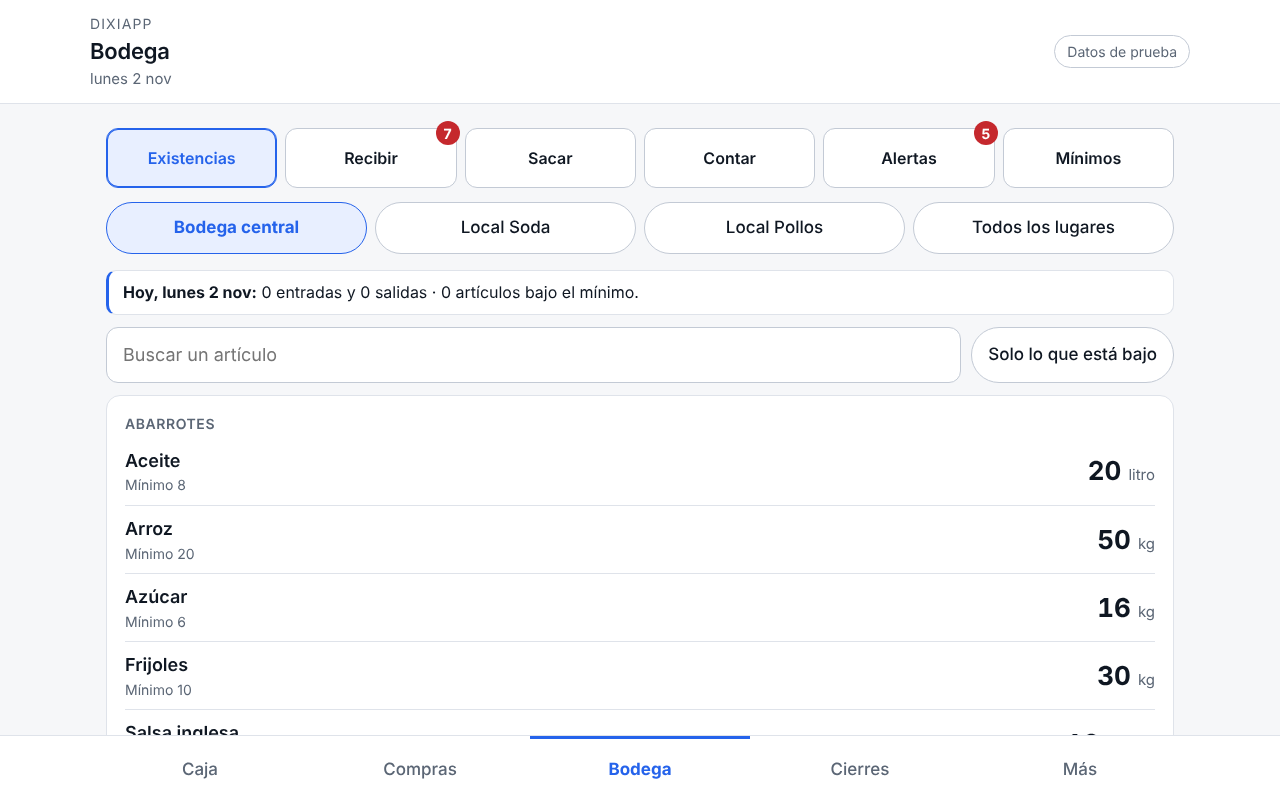 DIXIAPP
Bodega
lunes 2 nov
Datos de prueba
Existencias
Recibir 7
Sacar
Contar
Alertas 5
Mínimos
Bodega central
Local Soda
Local Pollos
Todos los lugares
Hoy, lunes 2 nov: 0 entradas y 0 salidas · 0 artículos bajo el mínimo.
Buscar un artículo
Solo lo que está bajo
ABARROTES
Aceite
Mínimo 8
20 litro
Arroz
Mínimo 20
50 kg
Azúcar
Mínimo 6
16 kg
Frijoles
Mínimo 10
30 kg
Salsa inglesa
Caja
Compras
Bodega
Cierres
Más